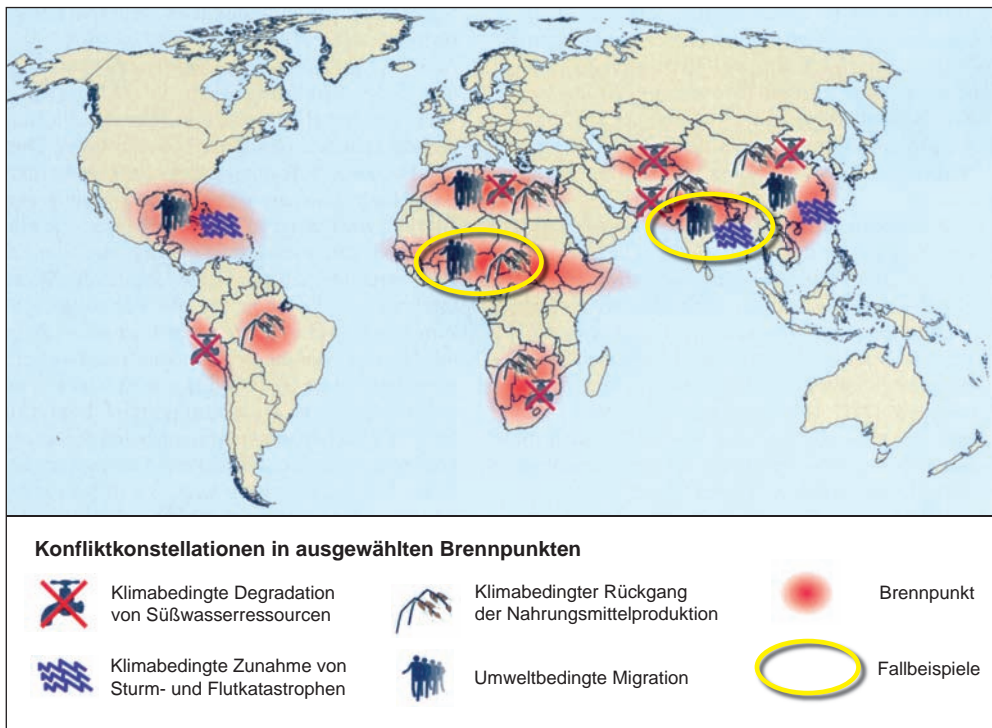 Konfliktkonstellationen in ausgewählten Brennpunkten
Klimabedingte Degradation
von Süßwasserressourcen
Klimabedingter Rückgang
der Nahrungsmittelproduktion
Brennpunkt
Klimabedingte Zunahme von
Sturm- und Flutkatastrophen
Umweltbedingte Migration
Fallbeispiele